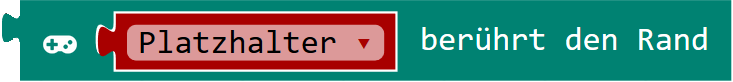 Platzhalter ▾ berührt den Rand